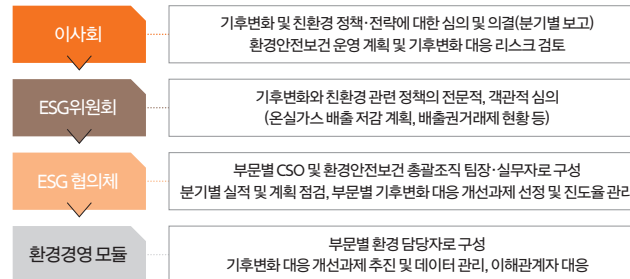 이사회
기후변화 및 친환경 정책·전략에 대한 심의 및 의결(분기별 보고)
환경안전보건 운영 계획 및 기후변화 대응 리스크 검토
ESG위원회
기후변화와 친환경 관련 정책의 전문적, 객관적 심의
(온실가스 배출 저감 계획, 배출권거래제 현황 등)
ESG 협의체
부문별 CSO 및 환경안전보건 총괄조직 팀장·실무자로 구성
분기별 실적 및 계획 점검, 부문별 기후변화 대응 개선과제 선정 및 진도율 관리
환경경영 모듈
부문별 환경 담당자로 구성
기후변화 대응 개선과제 추진 및 데이터 관리, 이해관계자 대응